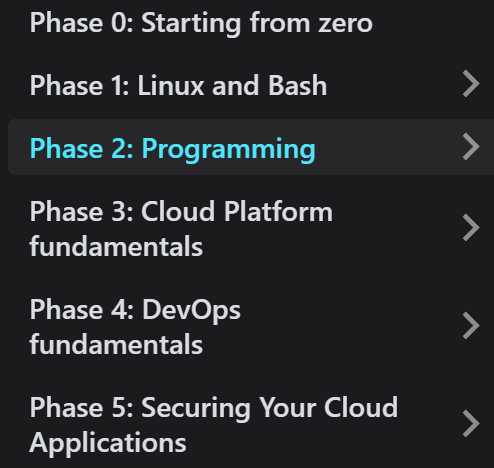 Phase 0: Starting from zero
Phase 1: Linux and Bash
Phase 2: Programming
Phase 3: Cloud Platform
fundamentals
Phase 4: DevOps
fundamentals
Phase 5: Securing Your Cloud
Applications